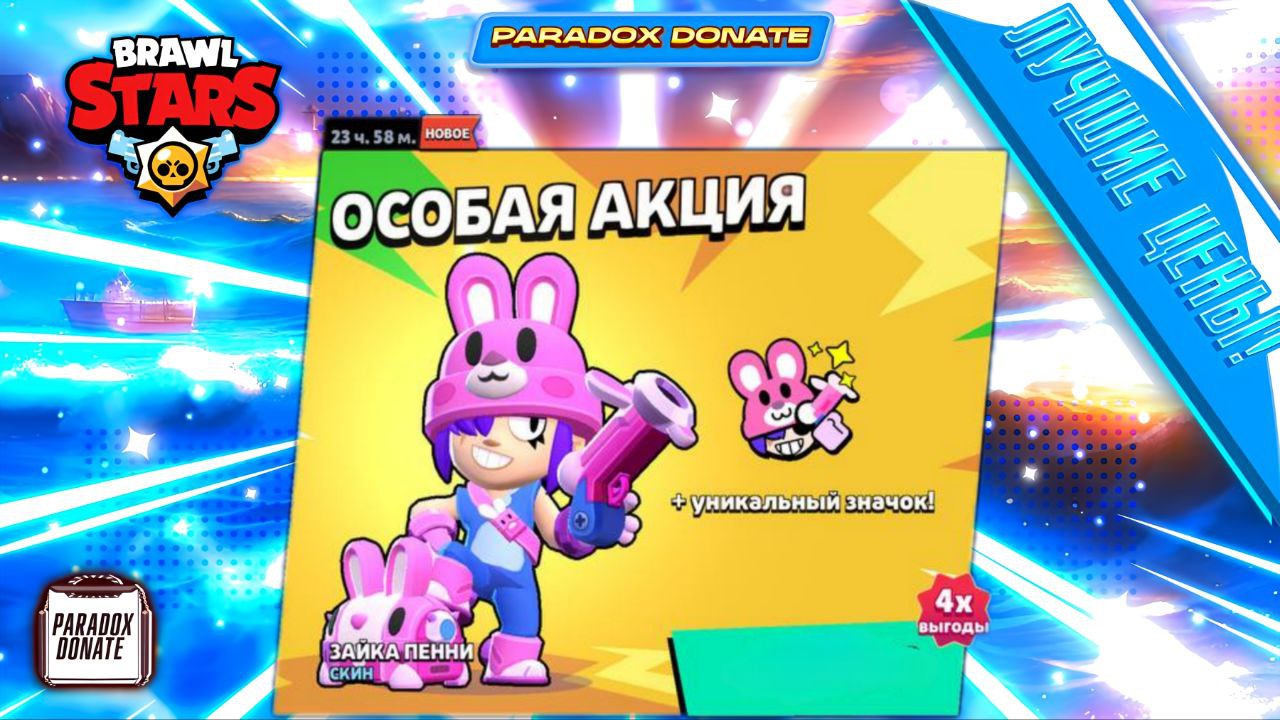 BRAWL
STARS
PARADOX DONATE
ЛУЧШИЕ ЦЕНЫ!
23 ч. 58 м.
НОВОЕ
ОСОБАЯ АКЦИЯ
+ уникальный значок!
4x
ВЫГОДЫ
ЗАЙКА ПЕННИ
СКИН
PARADOX
DONATE